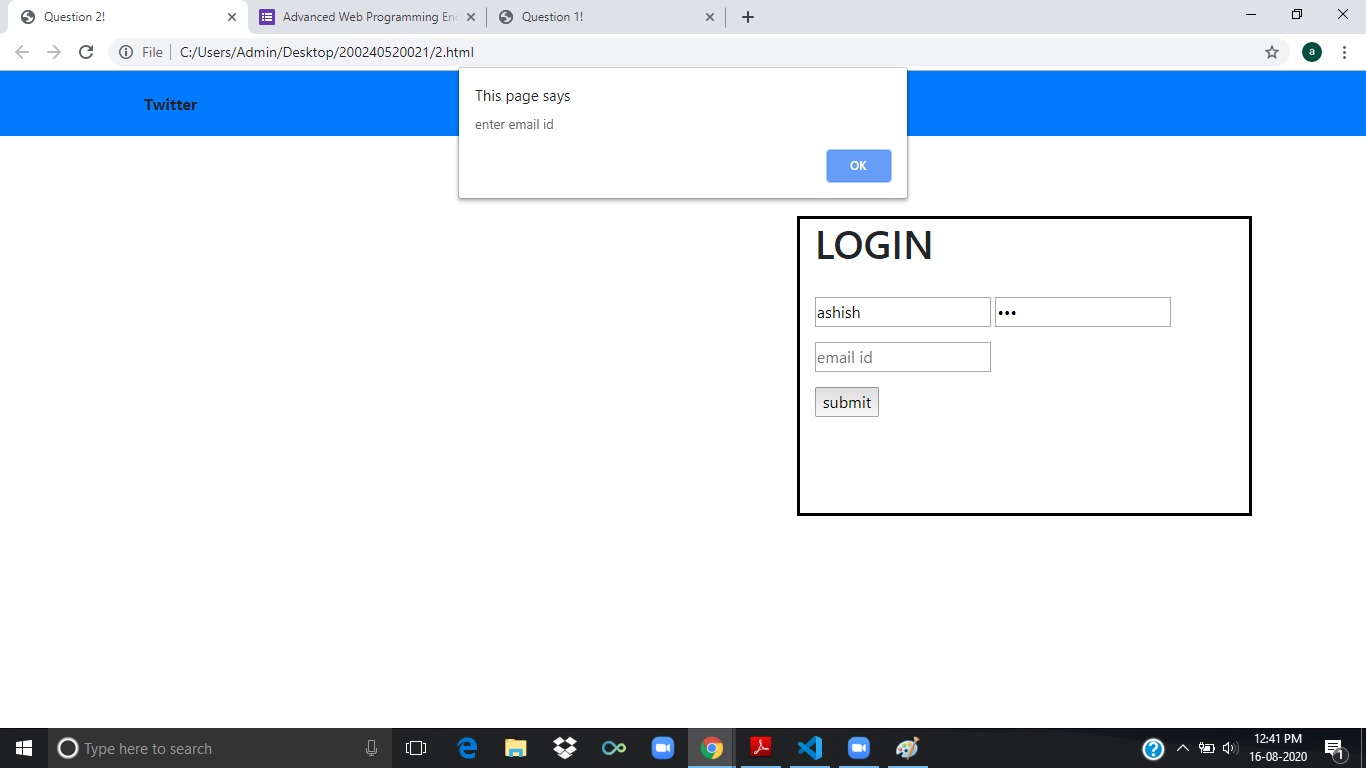 Question 2!
Advanced Web Programming End
Question 1!
File
C:/Users/Admin/Desktop/200240520021/2.html
a
Twitter
This page says
enter email id
OK
LOGIN
ashish •••
email id
submit
Type here to search
12:41 PM
16-08-2020
1